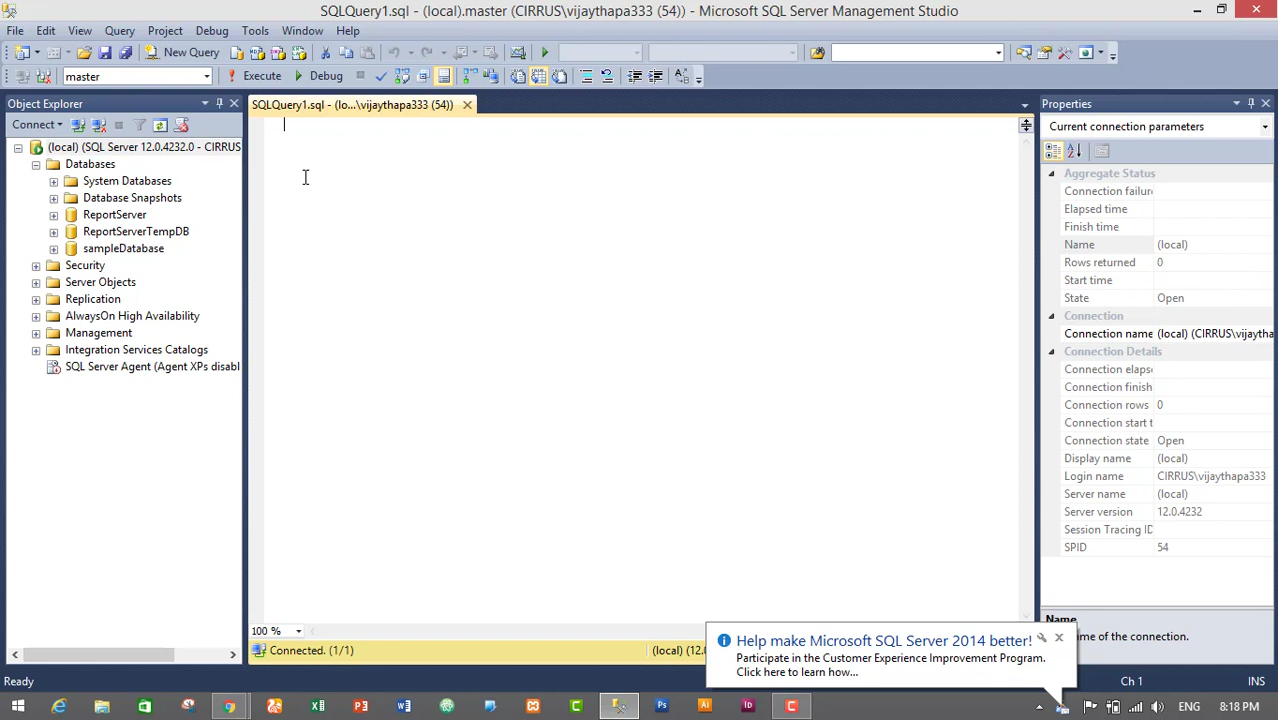 SQLQuery1.sql - (local).master (CIRRUS\vijaythapa333 (54)) - Microsoft SQL Server Management Studio
File Edit View Query Project Debug Tools Window Help
New Query
master Execute Debug
Object Explorer
SQLQuery1.sql - (lo...\vijaythapa333 (54))
Properties
Connect
Current connection parameters
(local) (SQL Server 12.0.4232.0 - CIRRUS
Databases
System Databases
Database Snapshots
ReportServer
ReportServerTempDB
sampleDatabase
Security
Server Objects
Replication
AlwaysOn High Availability
Management
Integration Services Catalogs
SQL Server Agent (Agent XPs disabl
Aggregate Status
Connection failure
Elapsed time
Finish time
Name (local)
Rows returned 0
Start time
State Open
Connection
Connection name (local) (CIRRUS\vijaytha
Connection Details
Connection elapse
Connection finish
Connection rows 0
Connection start t
Connection state Open
Display name (local)
Login name CIRRUS\vijaythapa333
Server name (local)
Server version 12.0.4232
Session Tracing ID
SPID 54
Name
Name of the connection.
100 %
Connected. (1/1)
(local) (12.0
Help make Microsoft SQL Server 2014 better!
Participate in the Customer Experience Improvement Program.
Click here to learn how...
Ready
Ch 1
INS
ENG
8:18 PM